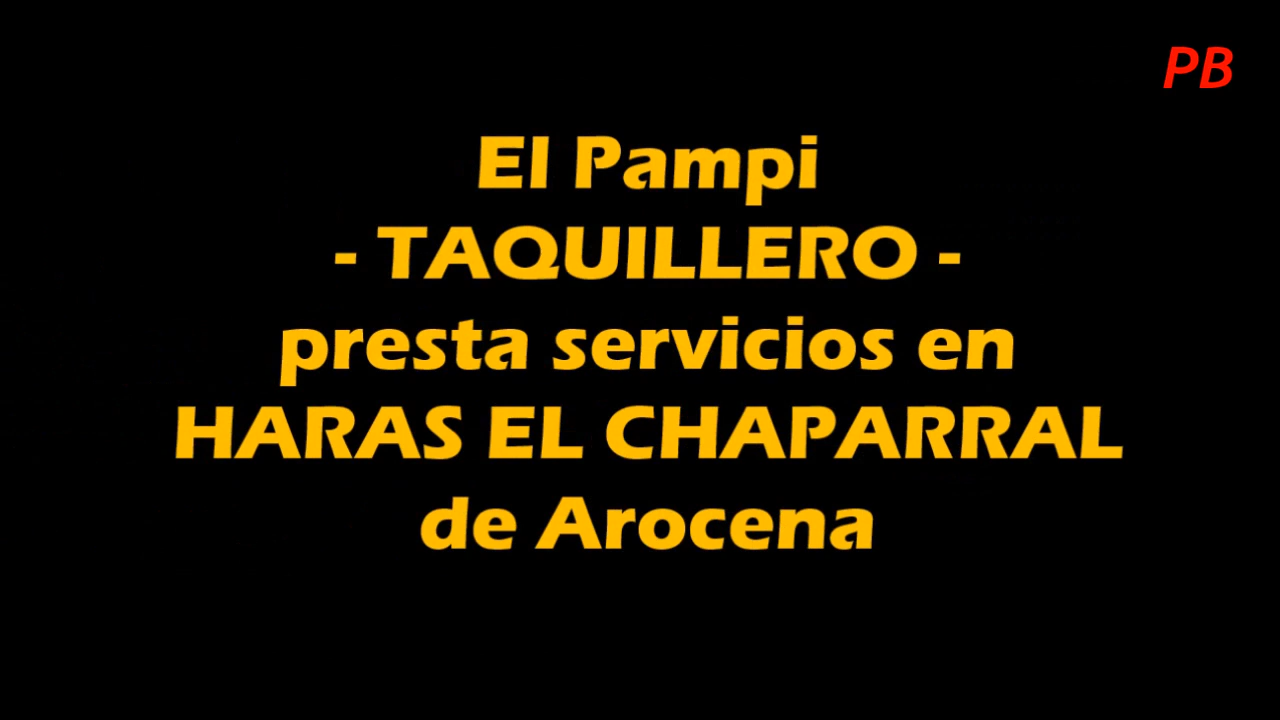 PB
El Pampi
- TAQUILLERO -
presta servicios en
HARAS EL CHAPARRAL
de Arocena